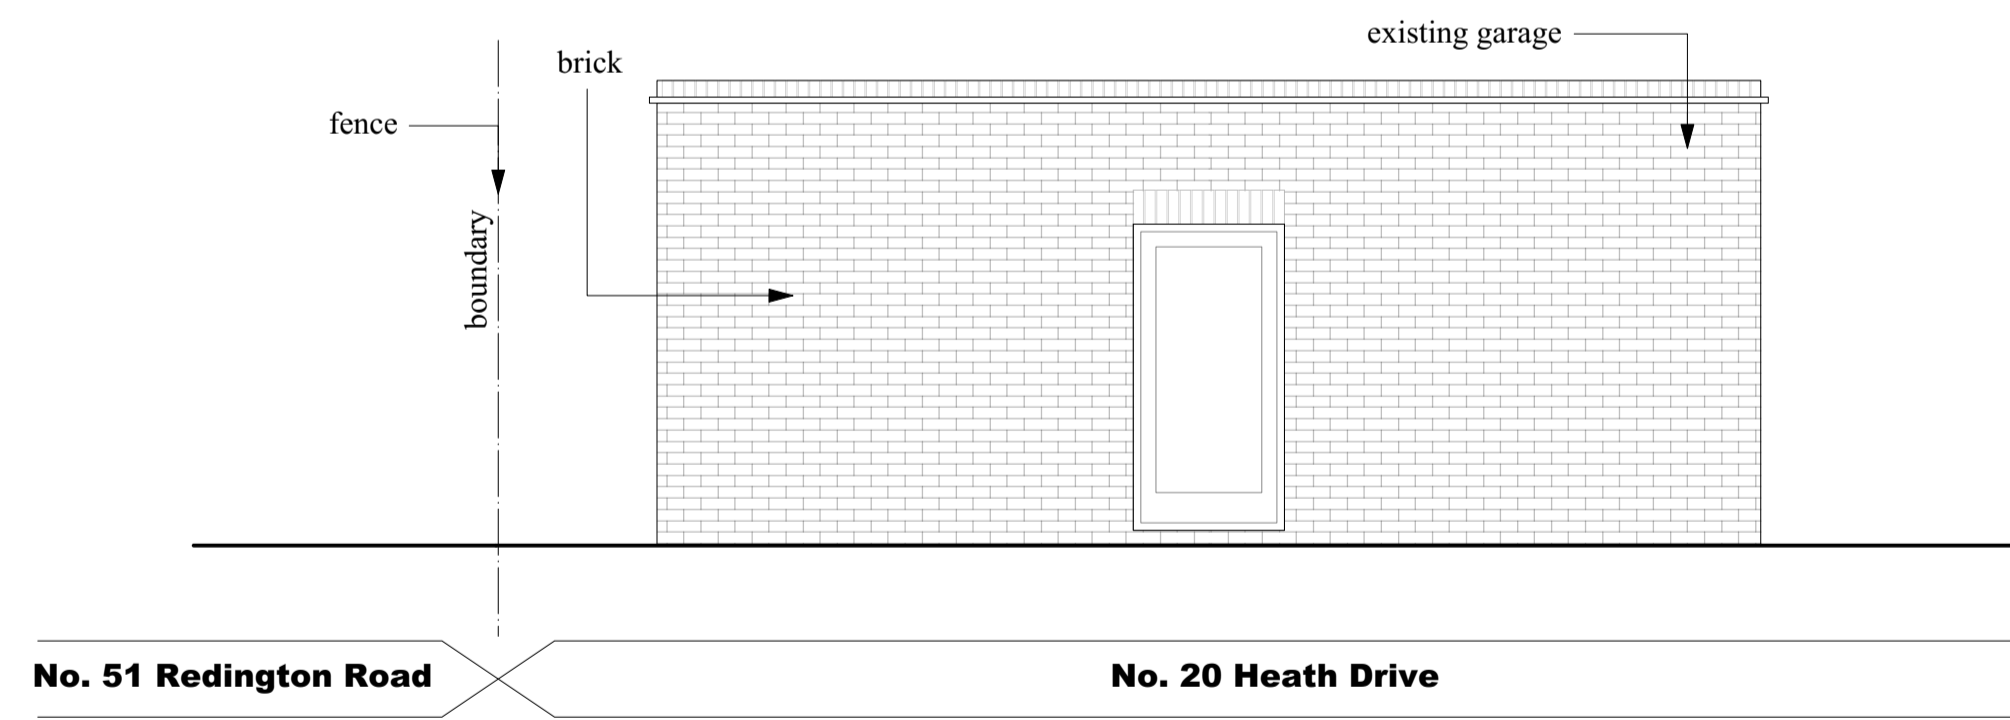 existing garage
brick
fence
boundary
No. 51 Redington Road
No. 20 Heath Drive